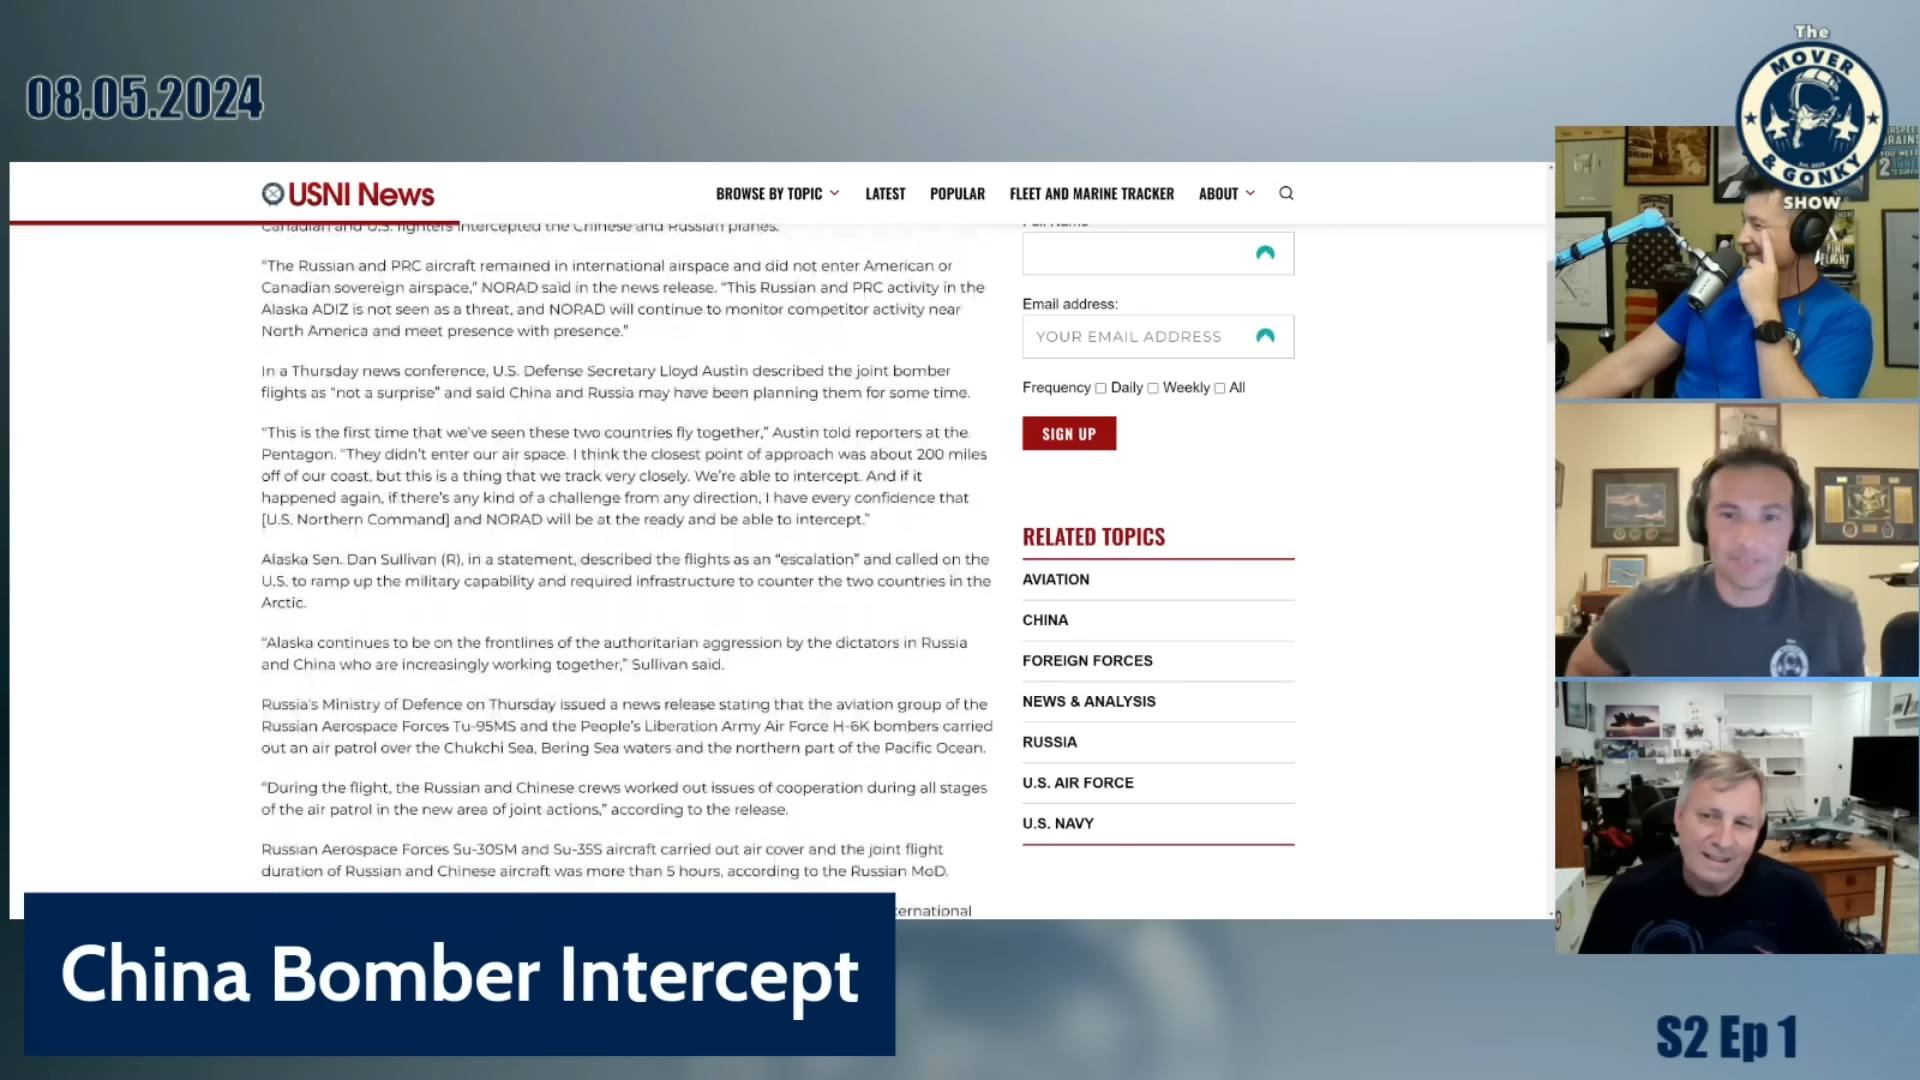 08.05.2024
The
MOVER
& GONKY
SHOW
USNI News
BROWSE BY TOPIC
LATEST
POPULAR
FLEET AND MARINE TRACKER
ABOUT
Canadian and U.S. fighters intercepted the Chinese and Russian planes.
“The Russian and PRC aircraft remained in international airspace and did not enter American or
Canadian sovereign airspace,” NORAD said in the news release. “This Russian and PRC activity in the
Alaska ADIZ is not seen as a threat, and NORAD will continue to monitor competitor activity near
North America and meet presence with presence.”
In a Thursday news conference, U.S. Defense Secretary Lloyd Austin described the joint bomber
flights as “not a surprise” and said China and Russia may have been planning them for some time.
“This is the first time that we’ve seen these two countries fly together,” Austin told reporters at the
Pentagon. “They didn’t enter our air space. I think the closest point of approach was about 200 miles
off of our coast, but this is a thing that we track very closely. We’re able to intercept. And if it
happened again, if there’s any kind of a challenge from any direction, I have every confidence that
[U.S. Northern Command] and NORAD will be at the ready and be able to intercept.”
Alaska Sen. Dan Sullivan (R), in a statement, described the flights as an “escalation” and called on the
U.S. to ramp up the military capability and required infrastructure to counter the two countries in the
Arctic.
“Alaska continues to be on the frontlines of the authoritarian aggression by the dictators in Russia
and China who are increasingly working together,” Sullivan said.
Russia’s Ministry of Defence on Thursday issued a news release stating that the aviation group of the
Russian Aerospace Forces Tu-95MS and the People’s Liberation Army Air Force H-6K bombers carried
out an air patrol over the Chukchi Sea, Bering Sea waters and the northern part of the Pacific Ocean.
“During the flight, the Russian and Chinese crews worked out issues of cooperation during all stages
of the air patrol in the new area of joint actions,” according to the release.
Russian Aerospace Forces Su-30SM and Su-35S aircraft carried out air cover and the joint flight
duration of Russian and Chinese aircraft was more than 5 hours, according to the Russian MoD.
ernational
Email address:
YOUR EMAIL ADDRESS
Frequency Daily Weekly All
SIGN UP
RELATED TOPICS
AVIATION
CHINA
FOREIGN FORCES
NEWS & ANALYSIS
RUSSIA
U.S. AIR FORCE
U.S. NAVY
China Bomber Intercept
S2 Ep 1